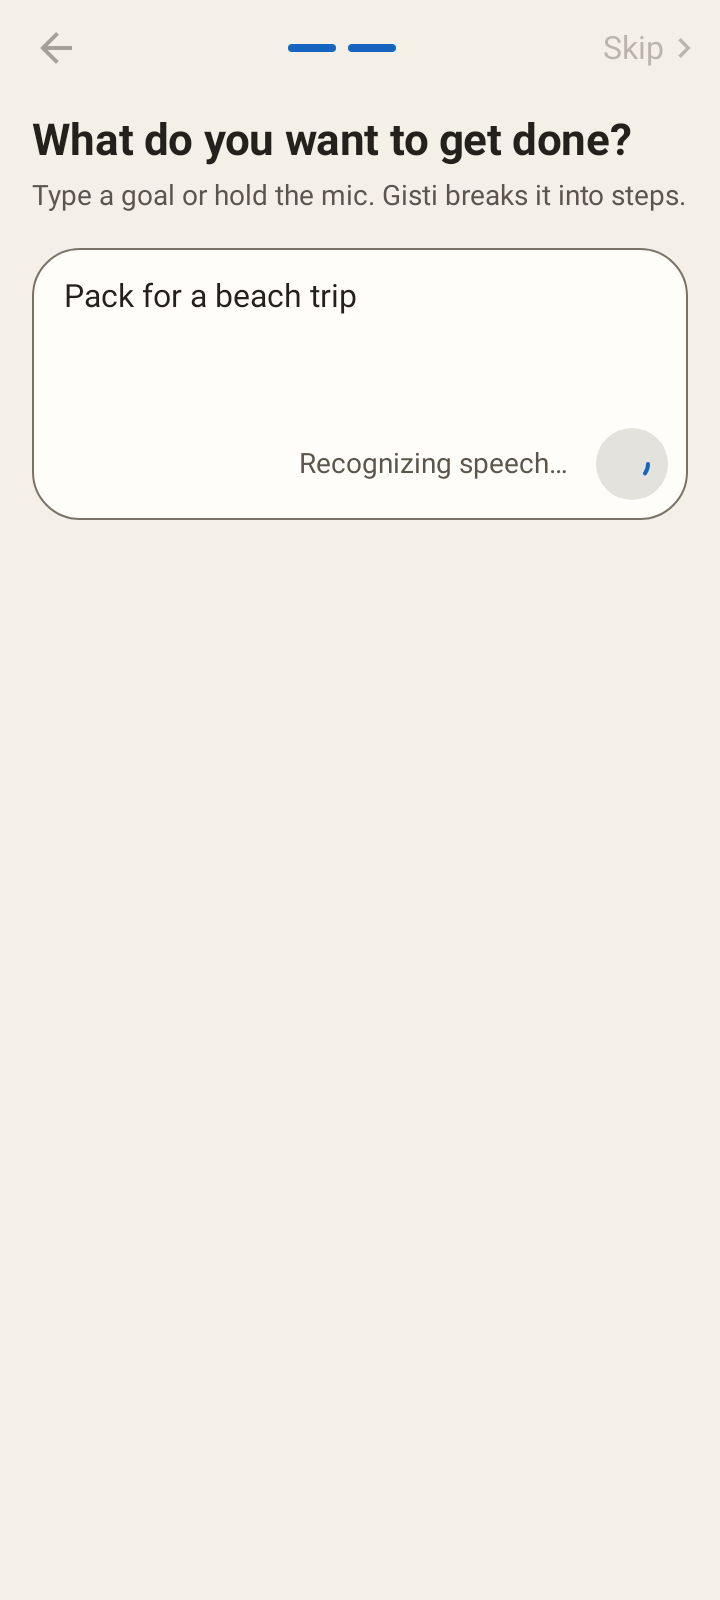 Skip
What do you want to get done?
Type a goal or hold the mic. Gisti breaks it into steps.
Pack for a beach trip
Recognizing speech...